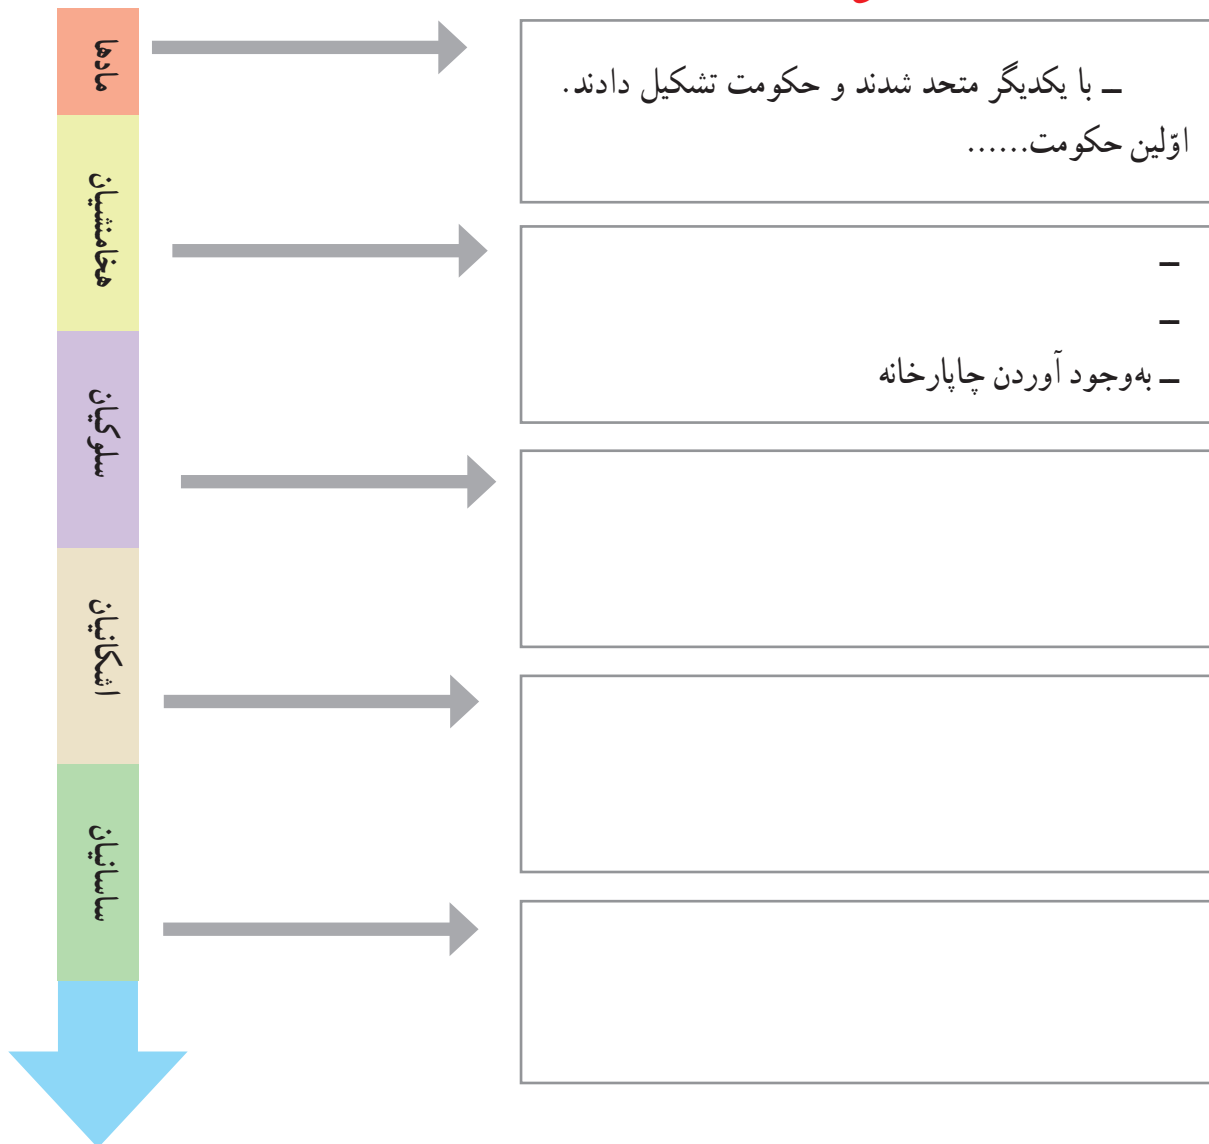 مادها
ــ با یکدیگر متحد شدند و حکومت تشکیل دادند.
اوّلین حکومت......
هخامنشیان
ــ
ــ
ــ به‌وجود آوردن چاپارخانه
سلوکیان
اشکانیان
ساسانیان